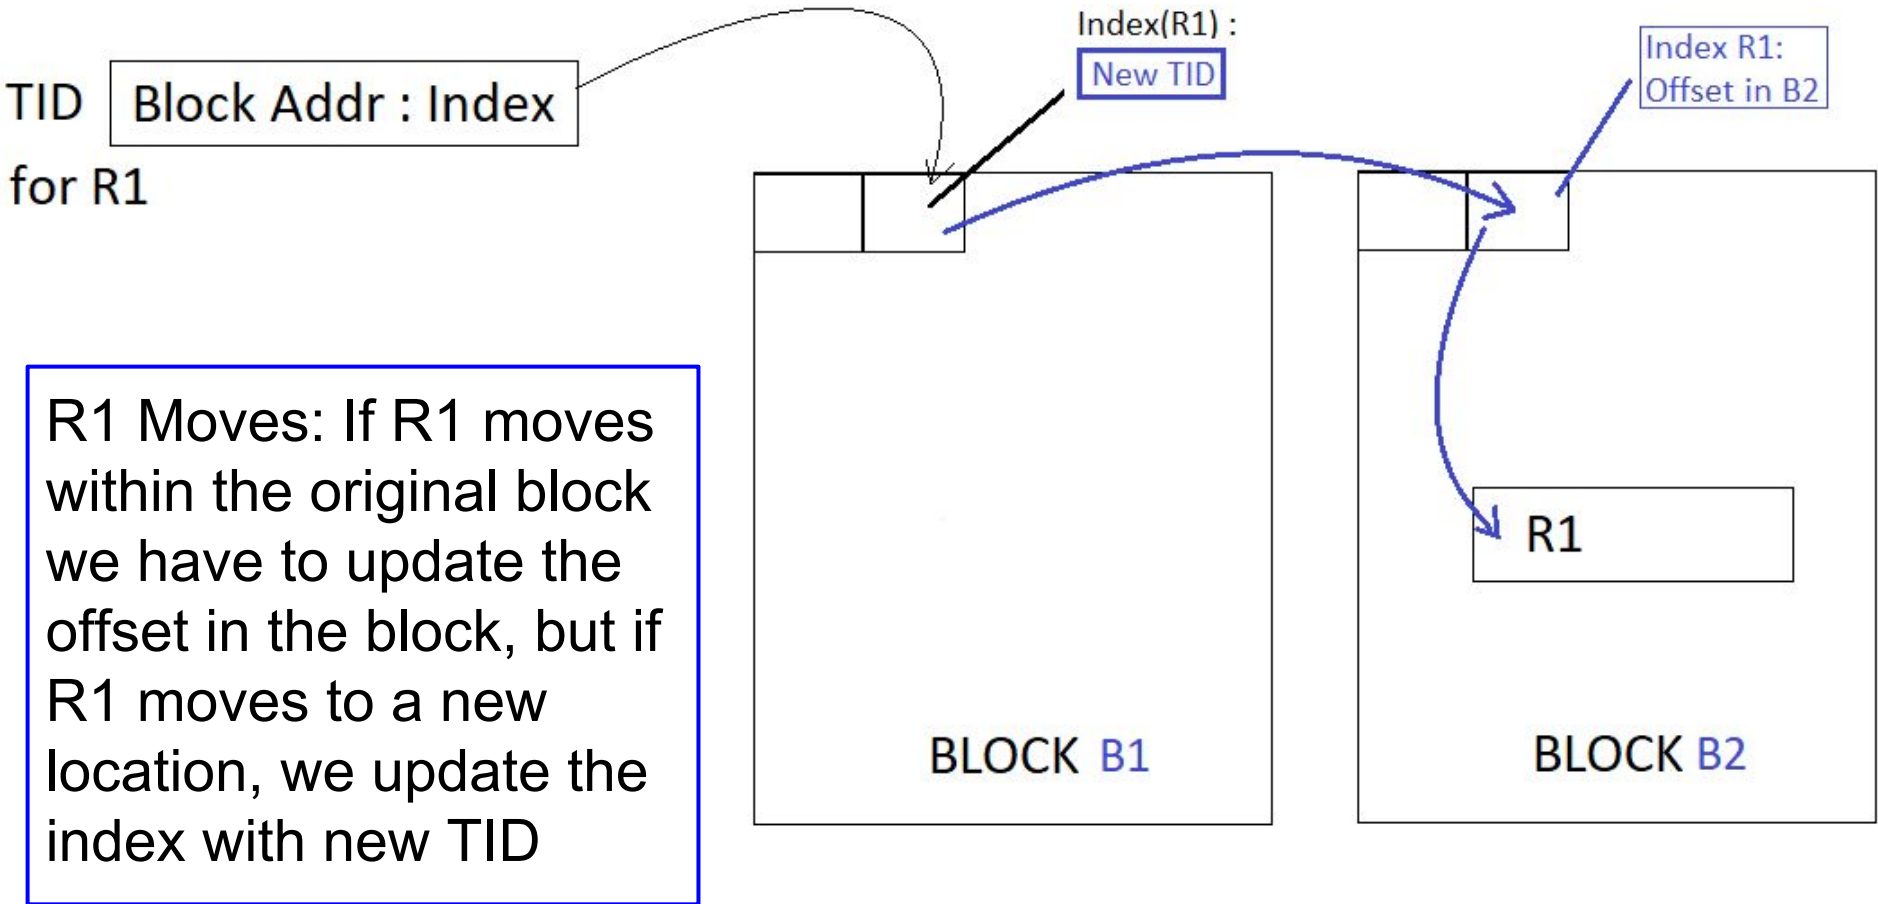 TID
Block Addr : Index
for R1
Index(R1) :
New TID
Index R1:
Offset in B2
R1 Moves: If R1 moves
within the original block
we have to update the
offset in the block, but if
R1 moves to a new
location, we update the
index with new TID
R1
BLOCK B1
BLOCK B2